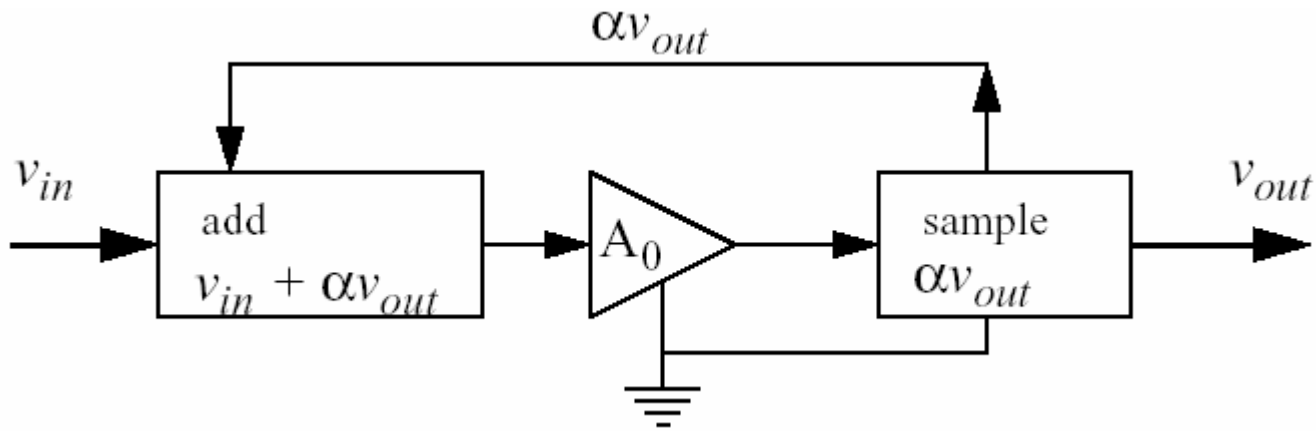 αv_out
v_in
add
v_in + αv_out
A_0
sample
αv_out
v_out